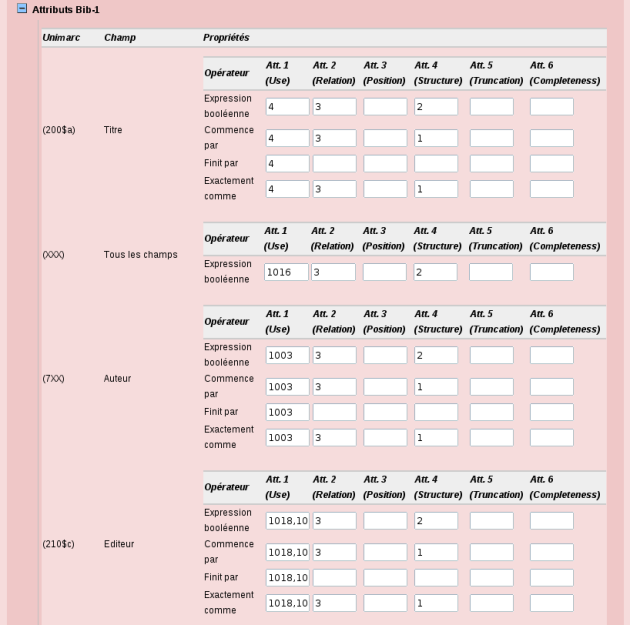 Attributs Bib-1
Unimarc Champ Propriétés
Opérateur Att. 1 (Use) Att. 2 (Relation) Att. 3 (Position) Att. 4 (Structure) Att. 5 (Truncation) Att. 6 (Completeness)
(200$a) Titre
Expression booléenne 4 3 2
Commence par 4 3 1
Finit par 4
Exactement comme 4 3 1
Opérateur Att. 1 (Use) Att. 2 (Relation) Att. 3 (Position) Att. 4 (Structure) Att. 5 (Truncation) Att. 6 (Completeness)
(XXX) Tous les champs
Expression booléenne 1016 3 2
Opérateur Att. 1 (Use) Att. 2 (Relation) Att. 3 (Position) Att. 4 (Structure) Att. 5 (Truncation) Att. 6 (Completeness)
(7XX) Auteur
Expression booléenne 1003 3 2
Commence par 1003 3 1
Finit par 1003
Exactement comme 1003 3 1
Opérateur Att. 1 (Use) Att. 2 (Relation) Att. 3 (Position) Att. 4 (Structure) Att. 5 (Truncation) Att. 6 (Completeness)
(210$c) Editeur
Expression booléenne 1018,10 3 2
Commence par 1018,10 3 1
Finit par 1018,10
Exactement comme 1018,10 3 1